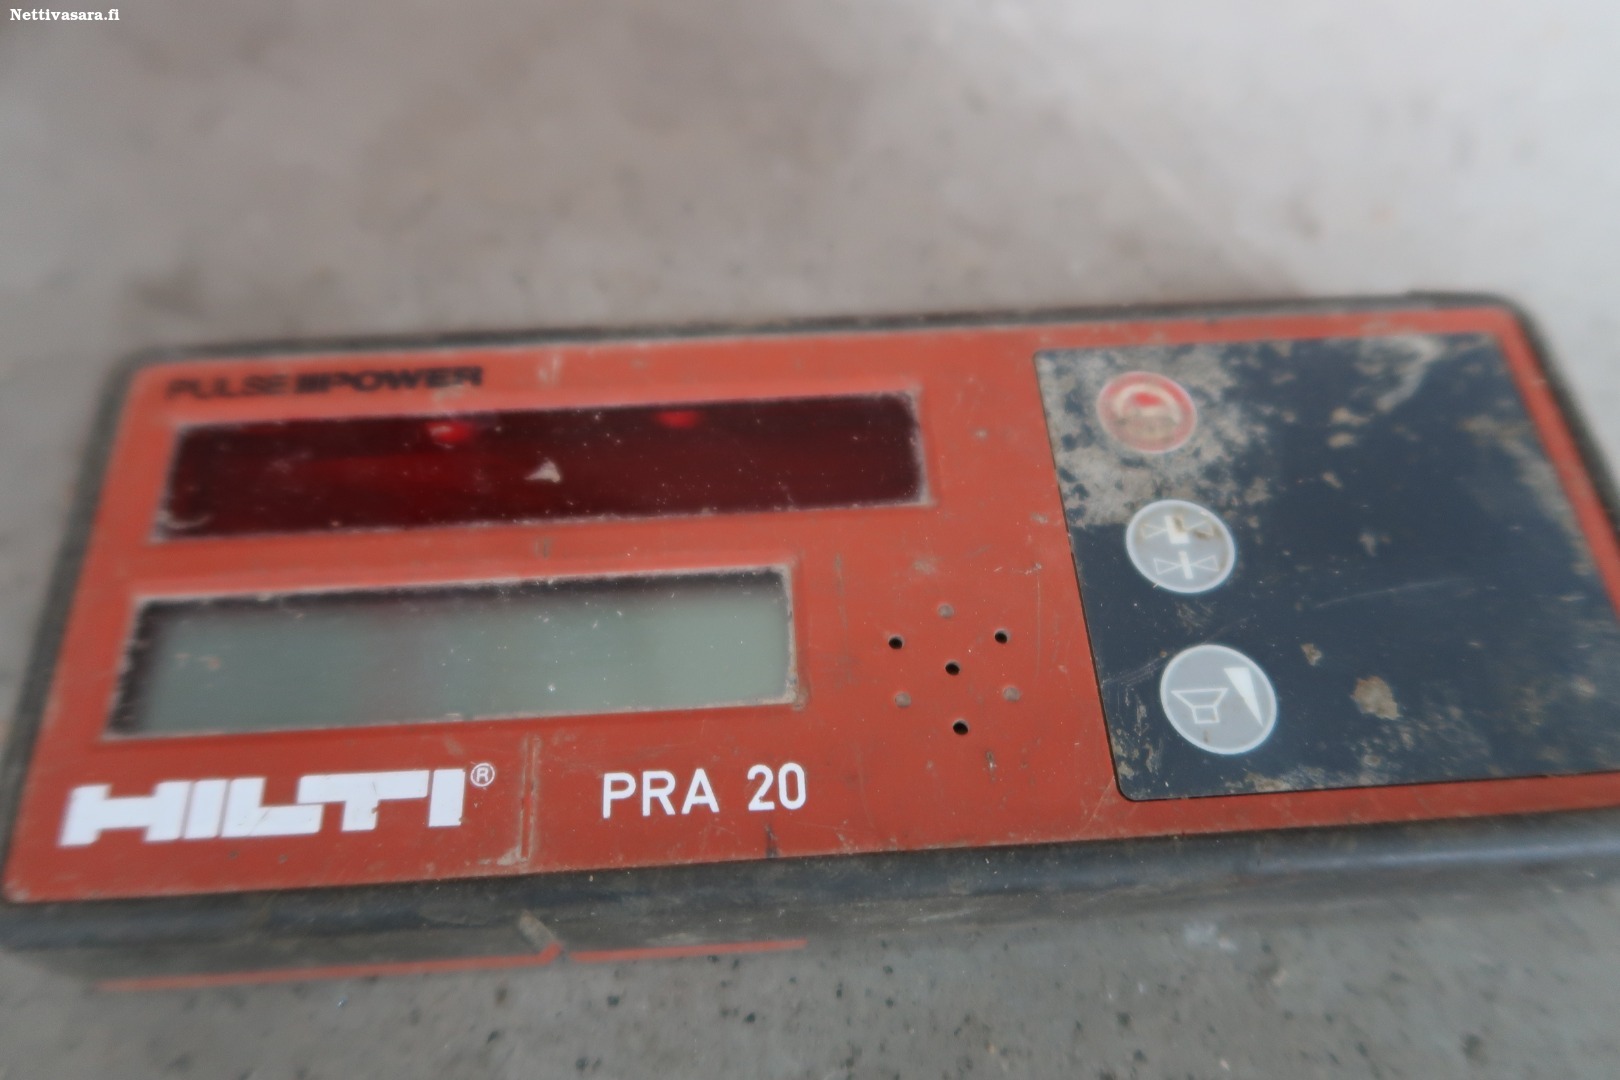 Nettivasara.fi
PULSE POWER
HILTI®
PRA 20